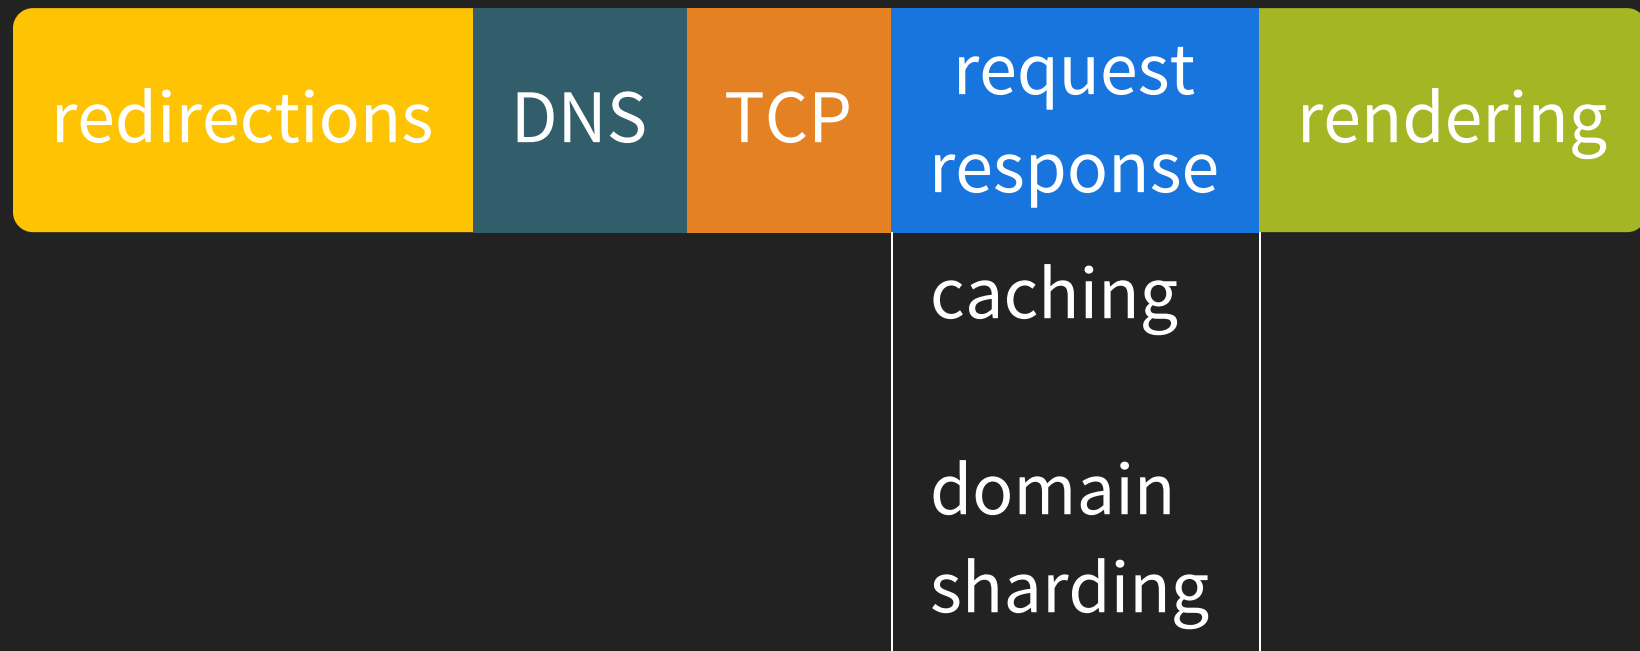 redirections
DNS
TCP
request
response
rendering
caching
domain
sharding